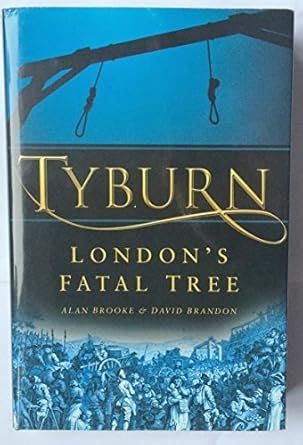 TYBURN
LONDON'S
FATAL TREE
ALAN BROOKE & DAVID BRANDON